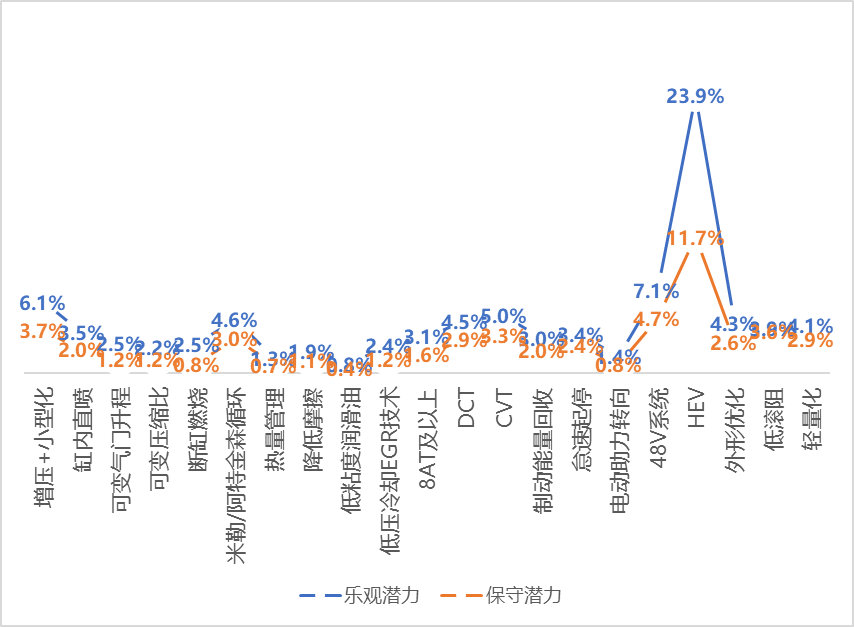 23.9%
11.7%
6.1%
3.7%
3.5%
2.0%
2.5%
1.2%
2.2%
1.2%
2.5%
0.8%
4.6%
3.0%
1.3%
0.7%
1.9%
1.1%
0.8%
0.4%
2.4%
1.2%
3.1%
1.6%
4.5%
2.9%
5.0%
3.3%
3.0%
2.0%
3.4%
2.4%
1.4%
0.8%
7.1%
4.7%
4.3%
2.6%
4.1%
2.9%
增压+小型化
缸内直喷
可变气门升程
可变压缩比
断缸燃烧
米勒/阿特金森循环
热量管理
降低摩擦
低粘度润滑油
低压冷却EGR技术
8AT及以上
DCT
CVT
制动能量回收
怠速起停
电动助力转向
48V系统
HEV
外形优化
低滚阻
轻量化
乐观潜力
保守潜力